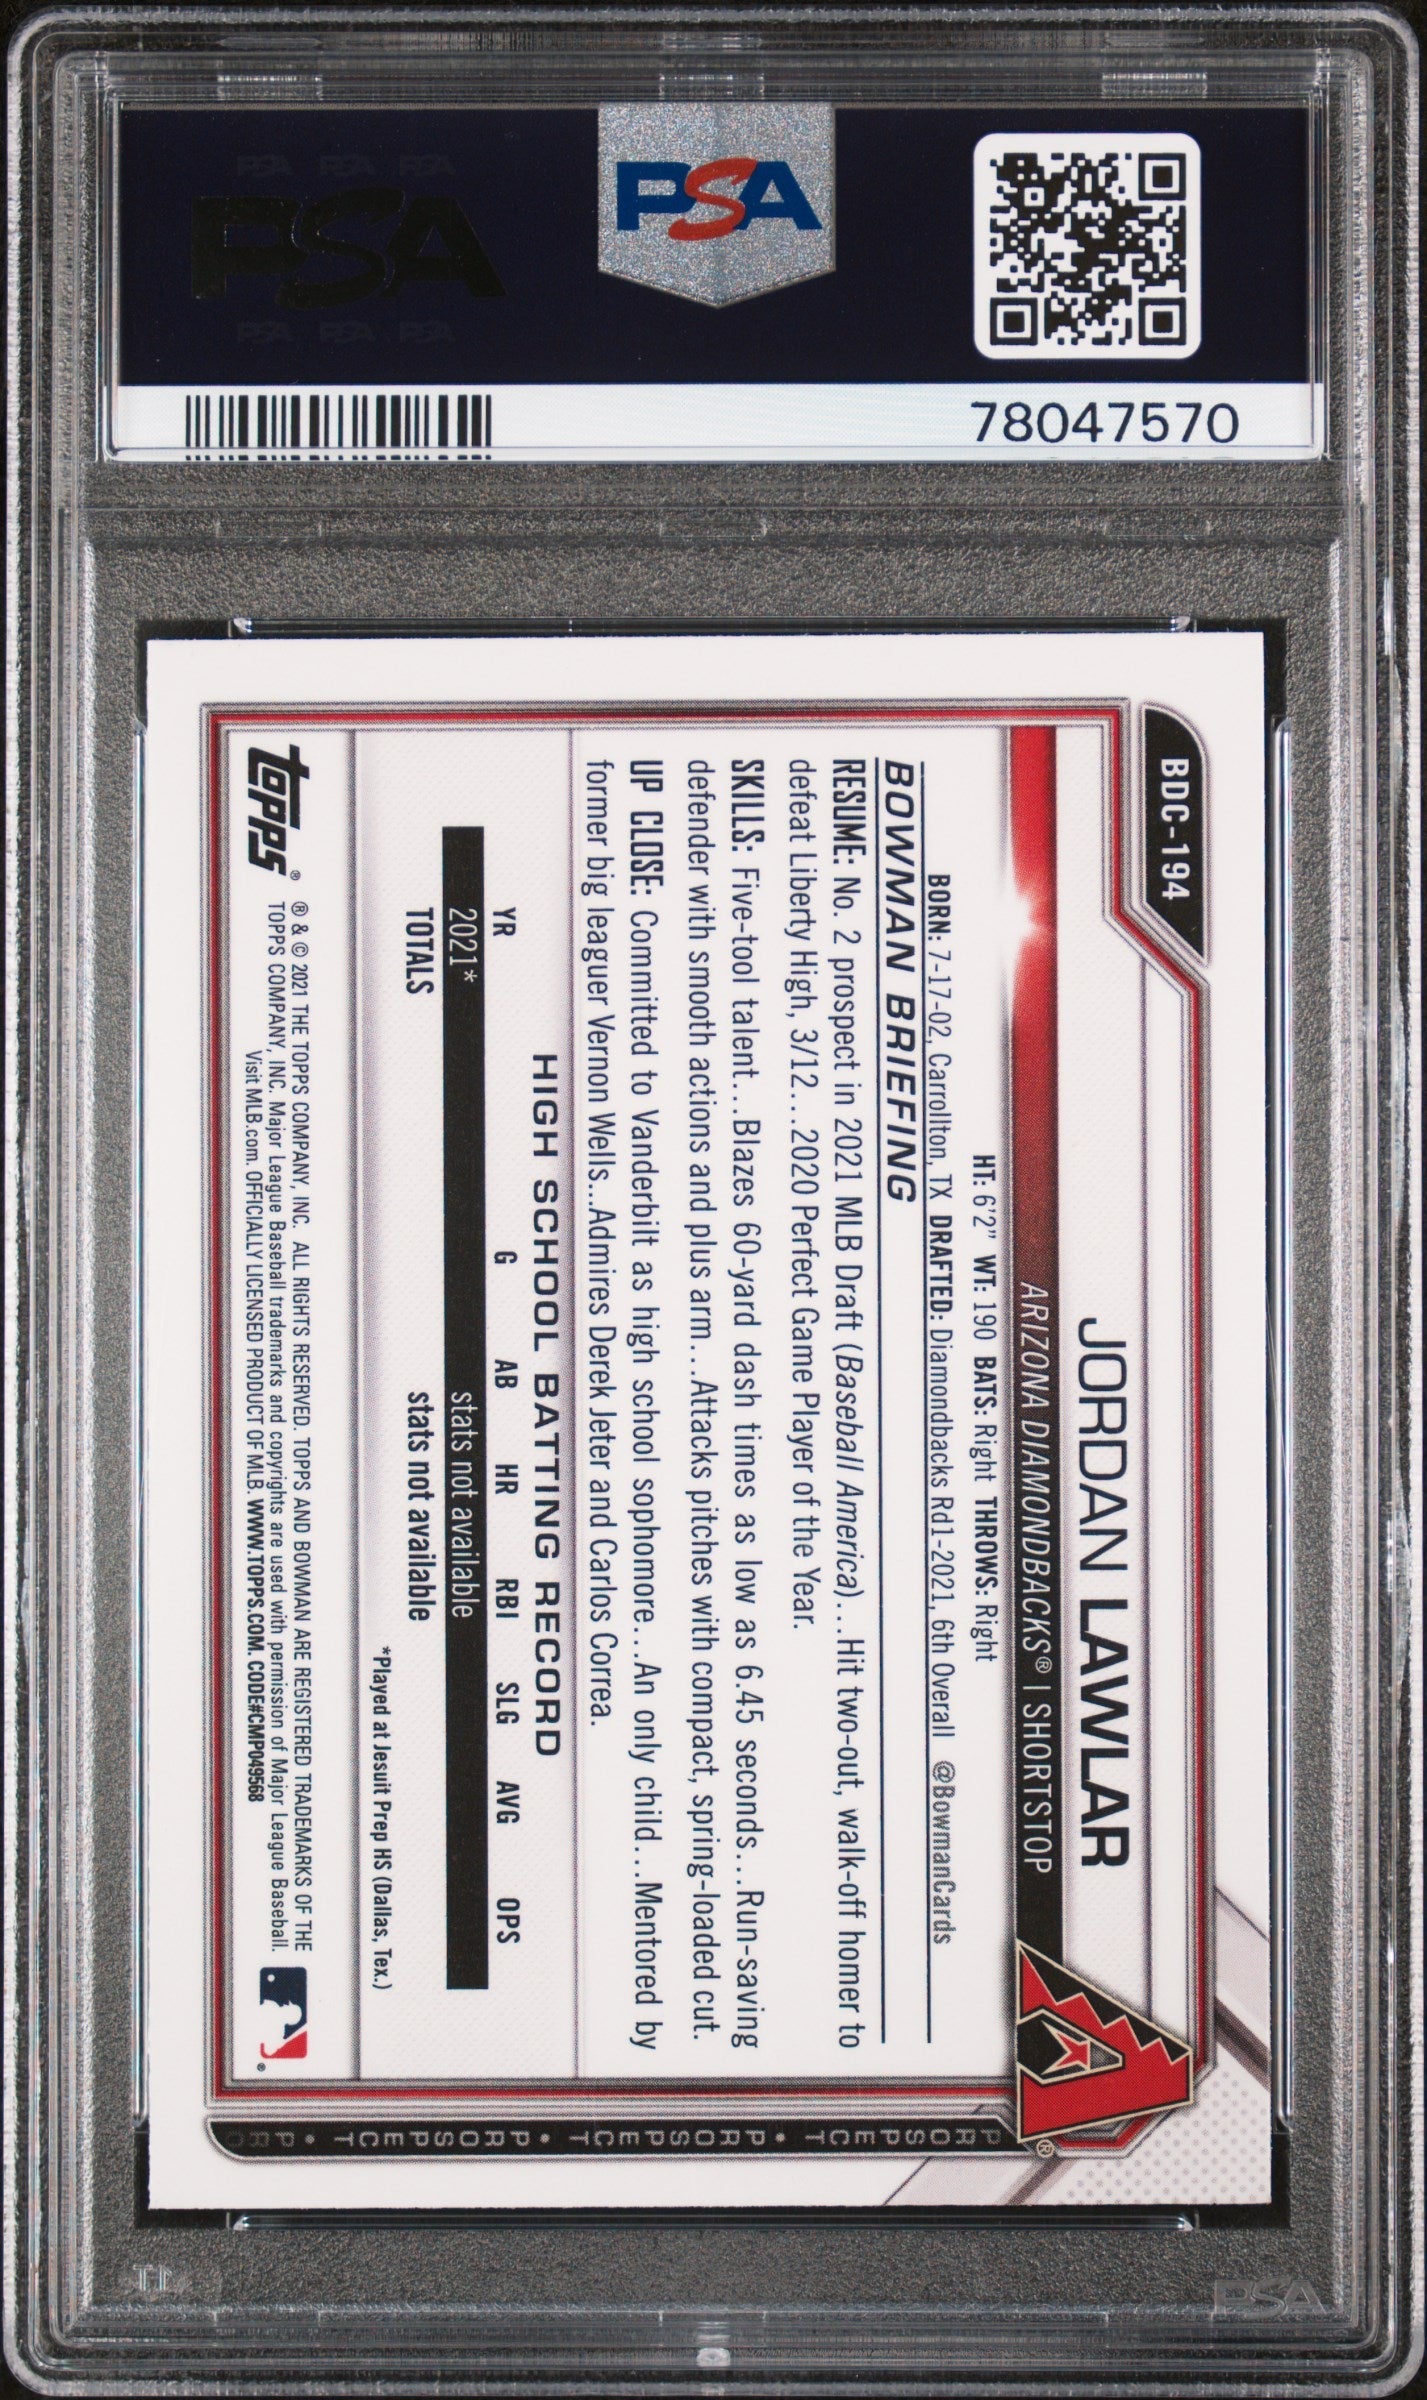 PSA PSA PSA
PSA
PSA PSA PSA
PSA
78047570
BDC-194
JORDAN LAWLAR
ARIZONA DIAMONDBACKS® | SHORTSTOP
HT: 6'2" WT: 190 BATS: Right THROWS: Right
BORN: 7-17-02, Carrollton, TX DRAFTED: Diamondbacks Rd1-2021, 6th Overall @BowmanCards
BOWMAN BRIEFING
RESUME: No. 2 prospect in 2021 MLB Draft (Baseball America)...Hit two-out, walk-off homer to
defeat Liberty High, 3/12...2020 Perfect Game Player of the Year.
SKILLS: Five-tool talent...Blazes 60-yard dash times as low as 6.45 seconds...Run-saving
defender with smooth actions and plus arm...Attacks pitches with compact, spring-loaded cut.
UP CLOSE: Committed to Vanderbilt as high school sophomore...An only child...Mentored by
former big leaguer Vernon Wells...Admires Derek Jeter and Carlos Correa.
HIGH SCHOOL BATTING RECORD
YR G AB HR RBI SLG AVG OPS
2021* stats not available
TOTALS stats not available
*Played at Jesuit Prep HS (Dallas, Tex.)
topps®
® & © 2021 THE TOPPS COMPANY, INC. ALL RIGHTS RESERVED. TOPPS AND BOWMAN ARE REGISTERED TRADEMARKS OF THE
TOPPS COMPANY, INC. Major League Baseball trademarks and copyrights are used with permission of Major League Baseball.
Visit MLB.com. OFFICIALLY LICENSED PRODUCT OF MLB. WWW.TOPPS.COM. CODE#CMP049568
PROSPECT • PROSPECT • PROSPECT • PRO
PSA